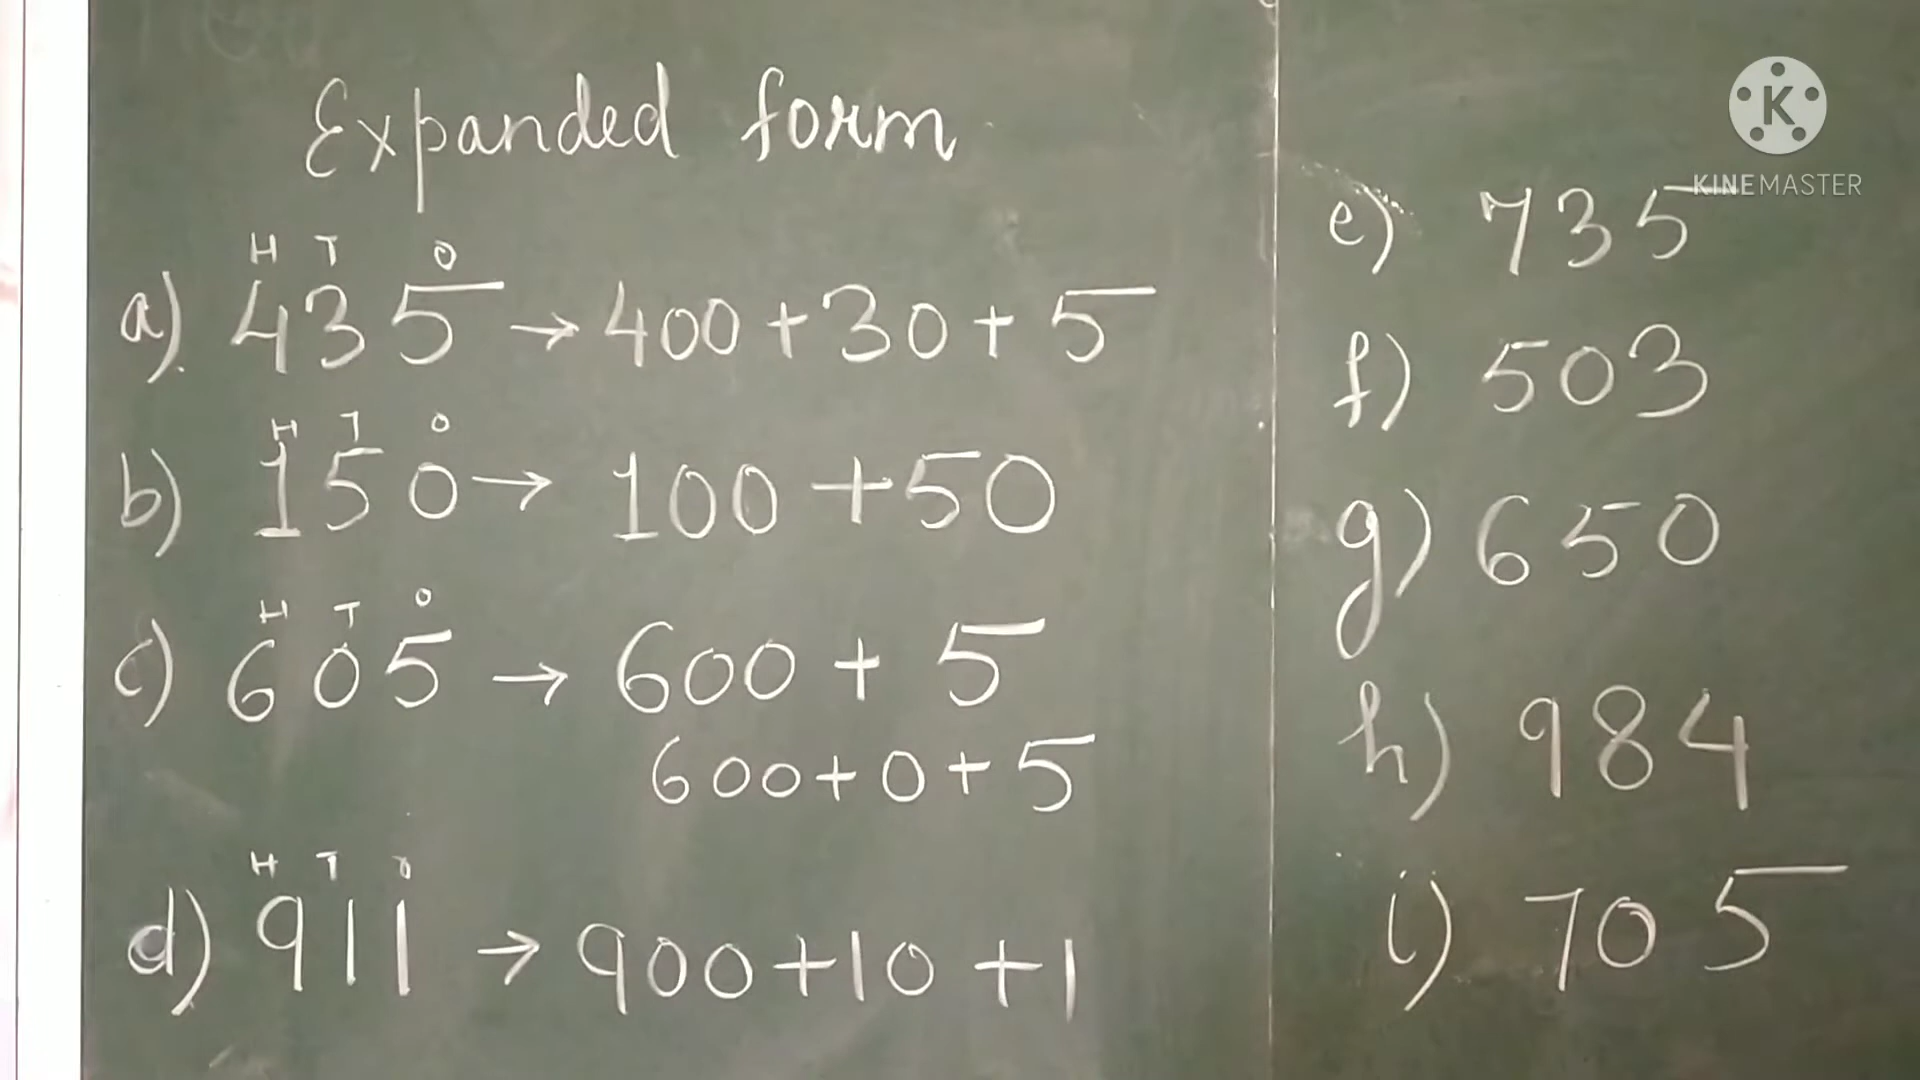 Expanded form
H T O
a) 435 → 400 + 30 + 5
H T O
b) 150 → 100 + 50
H T O
c) 605 → 600 + 5
600 + 0 + 5
H T O
d) 911 → 900 + 10 + 1
K
KINEMASTER
e) 735
f) 503
g) 650
h) 984
i) 705